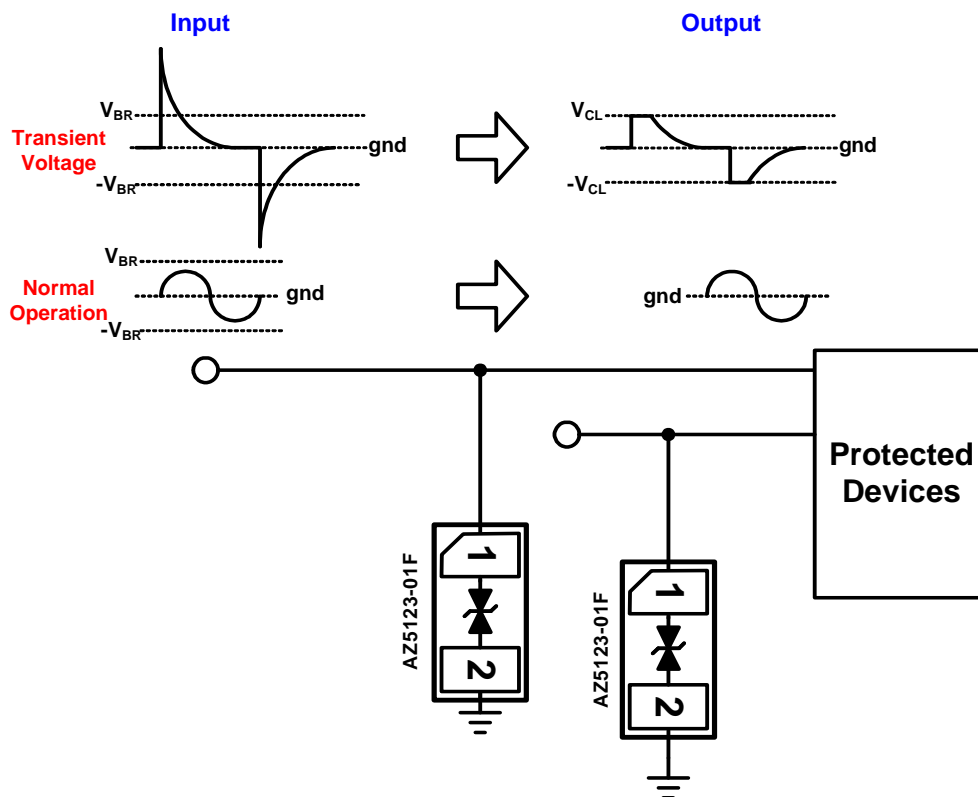 Input
Output
V_BR
Transient
Voltage
gnd
-V_BR
V_CL
gnd
-V_CL
V_BR
Normal
Operation
gnd
-V_BR
gnd
Protected
Devices
AZ5123-01F
1
2
AZ5123-01F
1
2